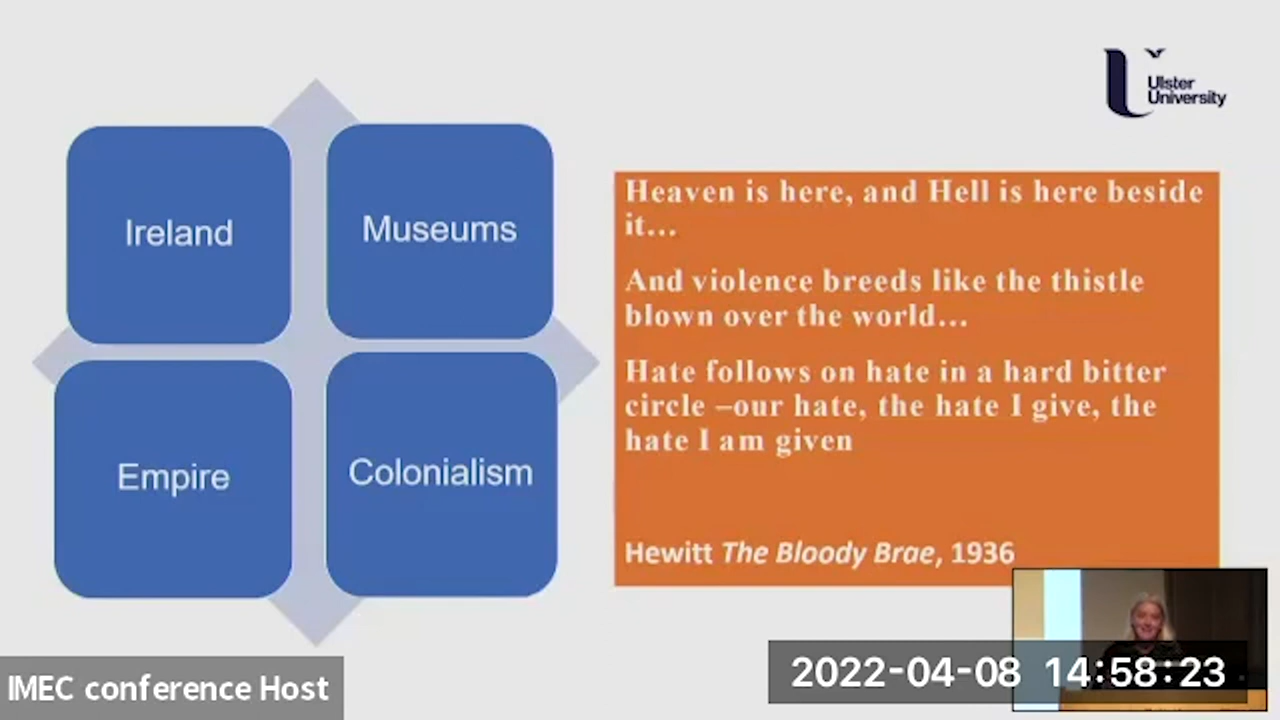 Ulster
University
Ireland
Museums
Empire
Colonialism
Heaven is here, and Hell is here beside
it...
And violence breeds like the thistle
blown over the world...
Hate follows on hate in a hard bitter
circle –our hate, the hate I give, the
hate I am given
Hewitt The Bloody Brae, 1936
IMEC conference Host
2022-04-08 14:58:23